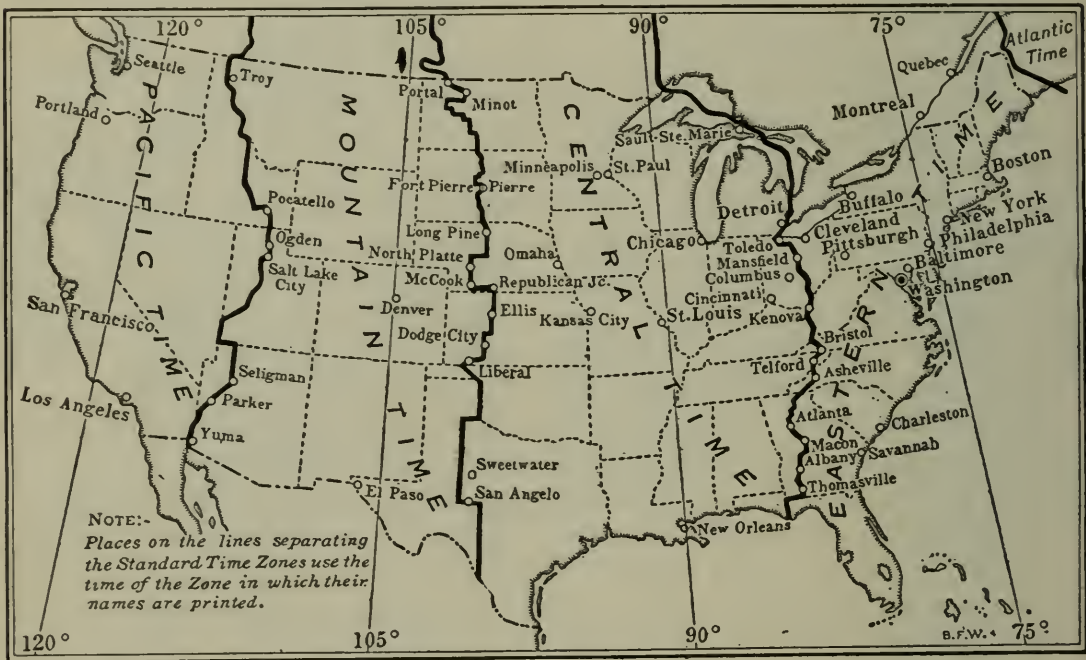 120°
105°
90°
75°
Atlantic
Time
Seattle
Troy
Portal
Minot
Quebec
Portland
Montreal
Sault Ste. Marie
Minneapolis
St. Paul
Boston
Fort Pierre
Pierre
Pocatello
Buffalo
Detroit
New York
Long Pine
Cleveland
Chicago
Toledo
Pittsburgh
Philadelphia
Ogden
North Platte
Omaha
Mansfield
Baltimore
Salt Lake
City
McCook
Republican Jc.
Columbus
Washington
San Francisco
Denver
Ellis
Kansas City
St. Louis
Cincinnati
Kenova
Dodge City
Bristol
Liberal
Telford
Asheville
Seligman
Los Angeles
Parker
Atlanta
Charleston
Yuma
Macon
Albany
Savannab
Sweetwater
El Paso
San Angelo
Thomasville
New Orleans
PACIFIC TIME
MOUNTAIN TIME
CENTRAL TIME
EASTERN TIME
NOTE:-
Places on the lines separating
the Standard Time Zones use the
time of the Zone in which their
names are printed.
B.F.W.
120°
105°
90°
75°